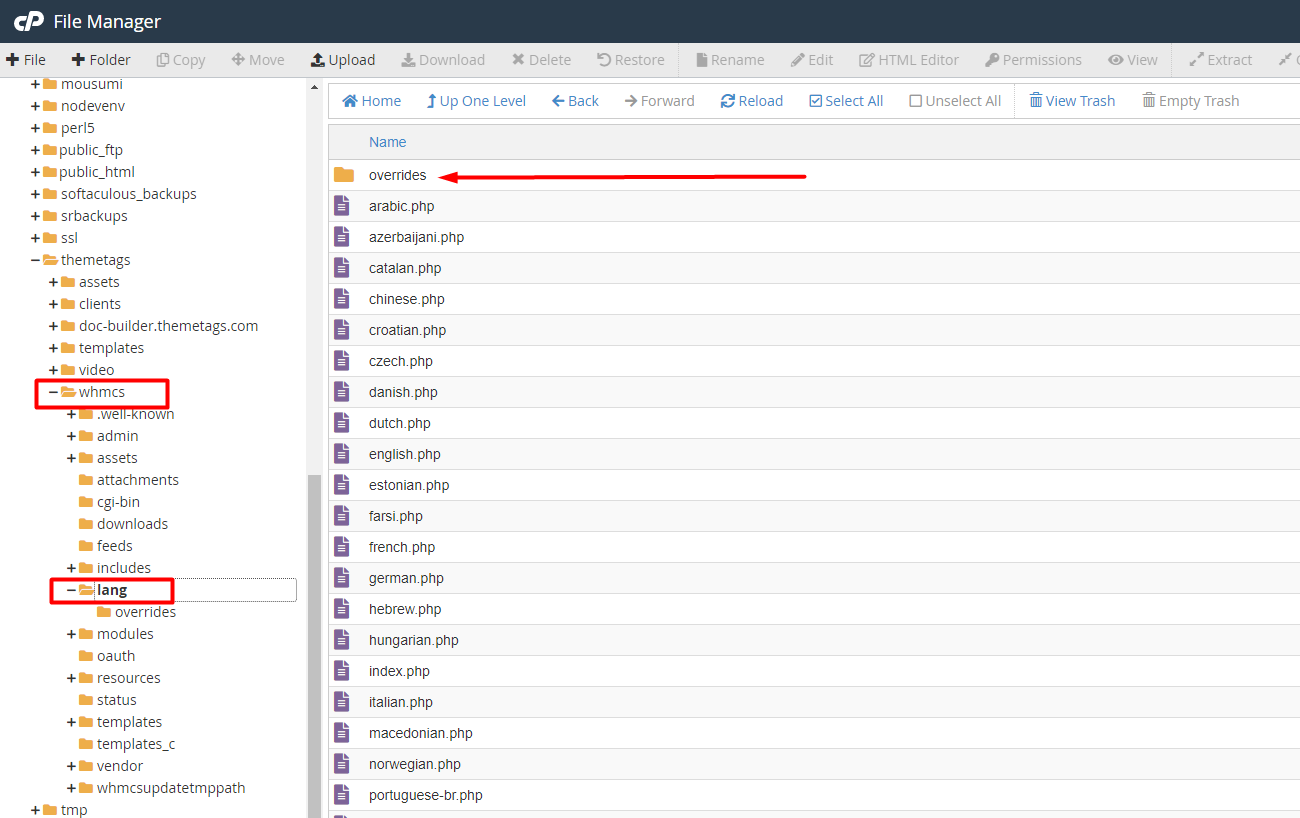 cP File Manager
File Folder Copy Move Upload Download Delete Restore Rename Edit HTML Editor Permissions View Extract
mousumi
nodevenv
perl5
public_ftp
public_html
softaculous_backups
srbackups
ssl
themetags
assets
clients
doc-builder.themetags.com
templates
video
whmcs
.well-known
admin
assets
attachments
cgi-bin
downloads
feeds
includes
lang
overrides
modules
oauth
resources
status
templates
templates_c
vendor
whmcsupdatetmppath
tmp
Home Up One Level Back Forward Reload Select All Unselect All View Trash Empty Trash
Name
overrides
arabic.php
azerbaijani.php
catalan.php
chinese.php
croatian.php
czech.php
danish.php
dutch.php
english.php
estonian.php
farsi.php
french.php
german.php
hebrew.php
hungarian.php
index.php
italian.php
macedonian.php
norwegian.php
portuguese-br.php